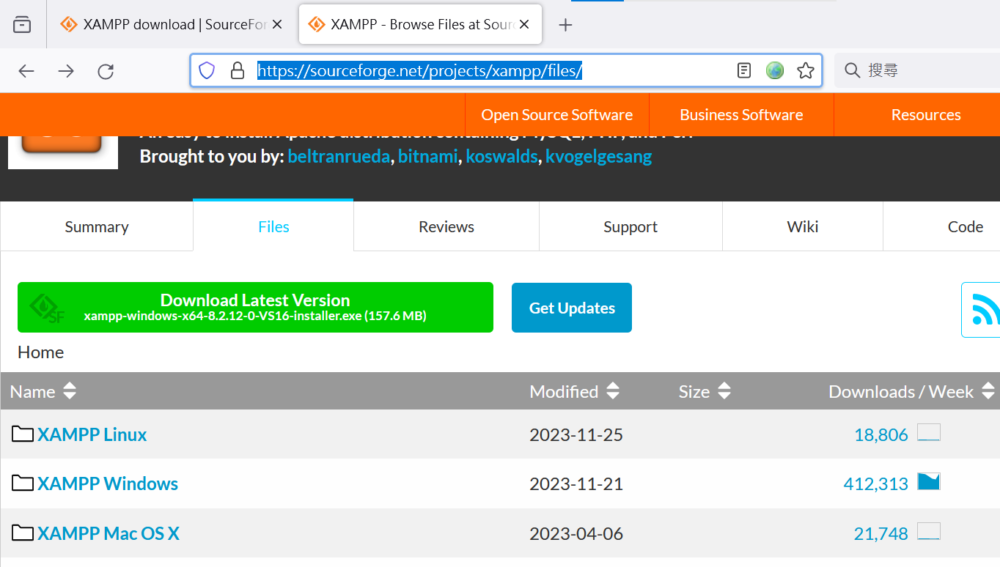 XAMPP download | SourceFor
XAMPP - Browse Files at Sour
https://sourceforge.net/projects/xampp/files/
搜尋
Open Source Software
Business Software
Resources
Brought to you by: beltranrueda, bitnami, koswalds, kvogelgesang
Summary
Files
Reviews
Support
Wiki
Code
Download Latest Version
xampp-windows-x64-8.2.12-0-VS16-installer.exe (157.6 MB)
SF
Get Updates
Home
Name Modified Size Downloads / Week
XAMPP Linux 2023-11-25 18,806
XAMPP Windows 2023-11-21 412,313
XAMPP Mac OS X 2023-04-06 21,748